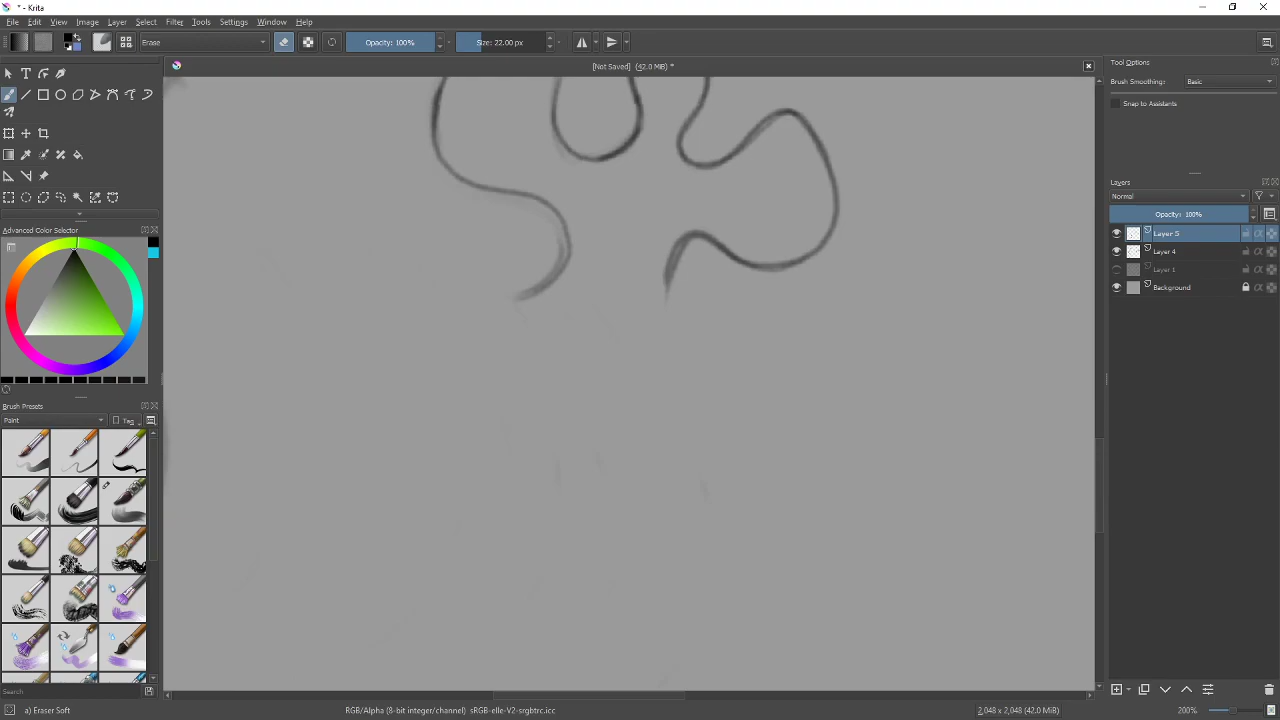 * - Krita
File Edit View Image Layer Select Filter Tools Settings Window Help
Erase Opacity: 100% Size: 22.00 px
[Not Saved] (42.0 MiB) *
Tool Options
Brush Smoothing: Basic
Snap to Assistants
Layers
Normal
Opacity: 100%
Layer 5
Layer 4
Layer 1
Background
Advanced Color Selector
Brush Presets
Paint Tag
Search
a) Eraser Soft RGB/Alpha (8-bit integer/channel) sRGB-elle-V2-srgbtrc.icc 2,048 x 2,048 (42.0 MiB) 200%